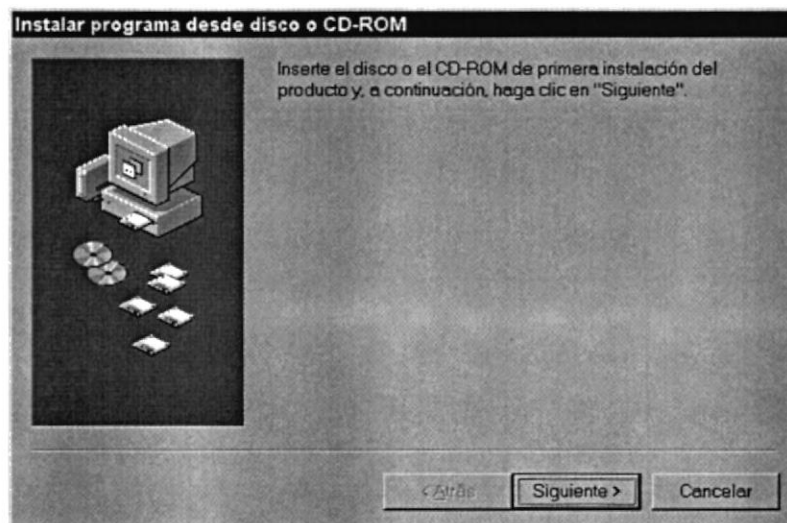 Instalar programa desde disco o CD-ROM
Inserte el disco o el CD-ROM de primera instalación del
producto y, a continuación, haga clic en "Siguiente".
< Atrás
Siguiente >
Cancelar